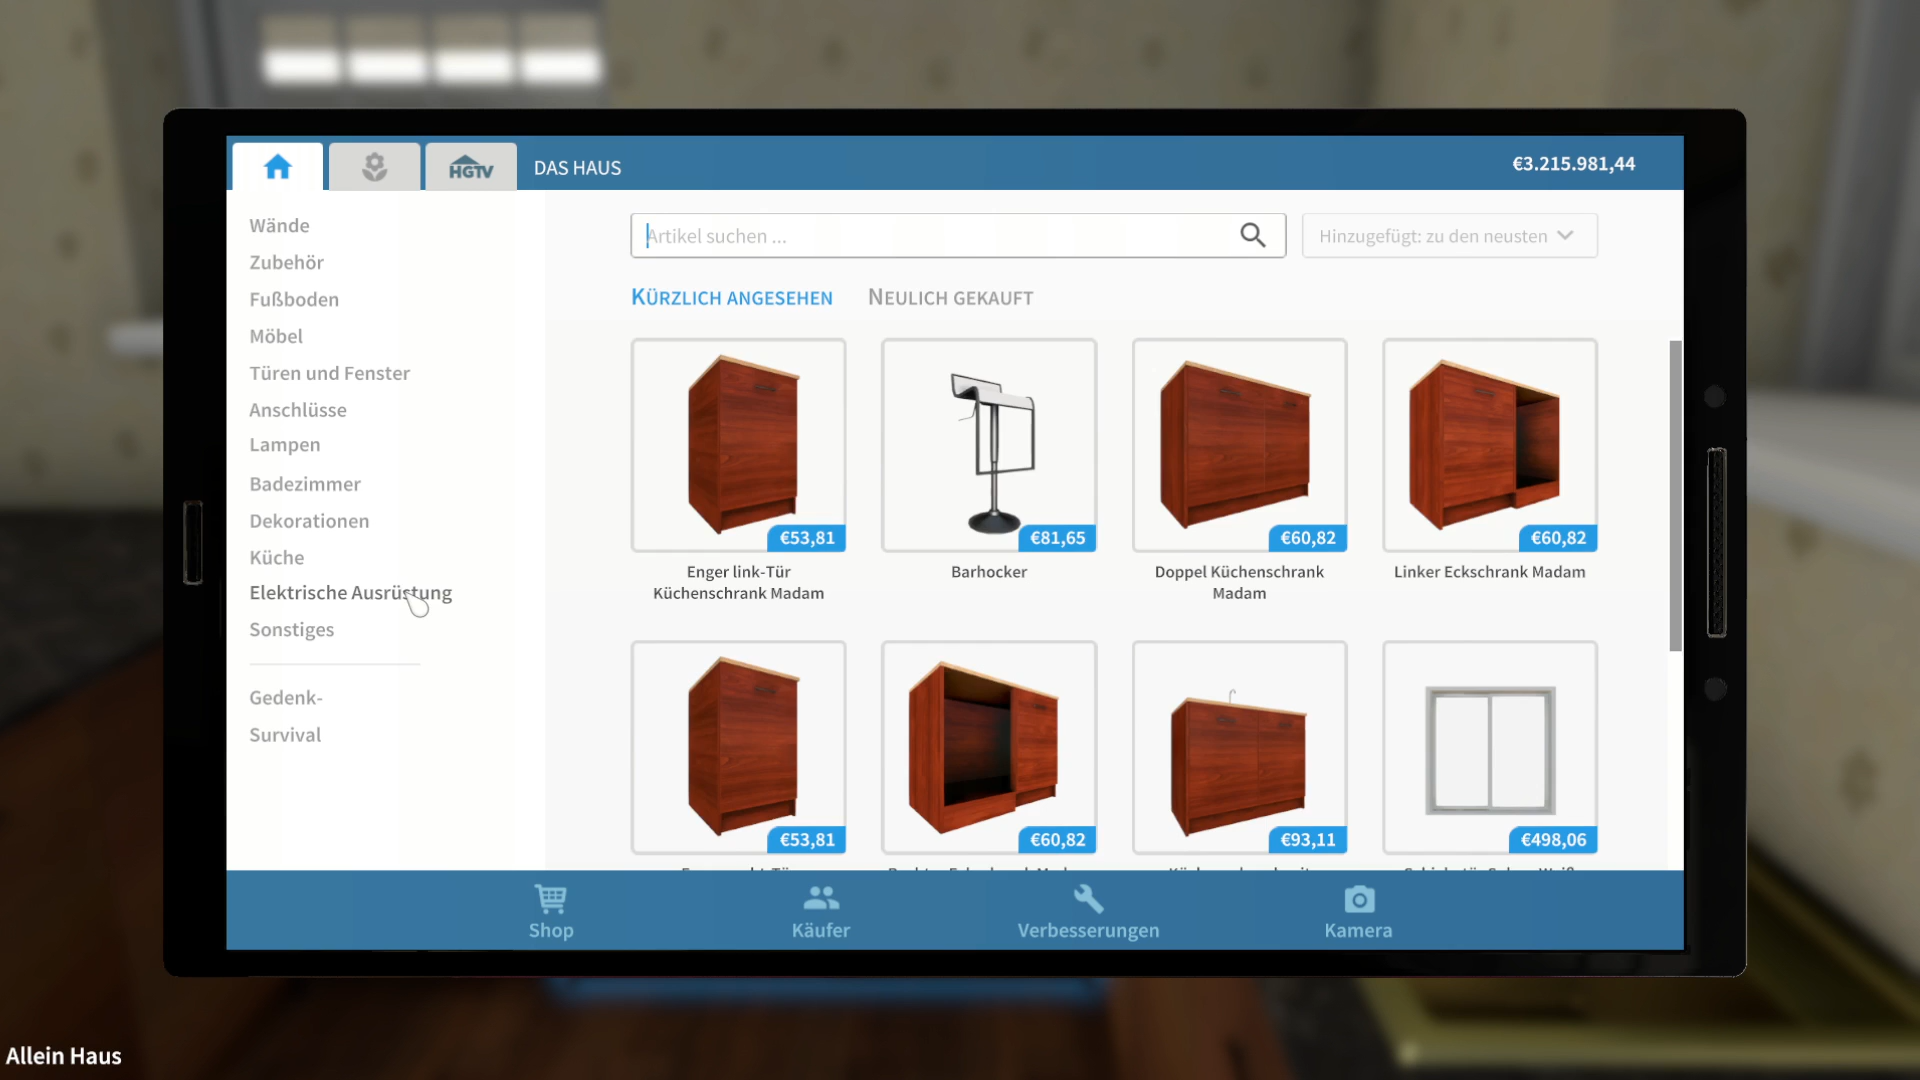 HGTV
DAS HAUS
€3.215.981,44
Wände
Zubehör
Fußboden
Möbel
Türen und Fenster
Anschlüsse
Lampen
Badezimmer
Dekorationen
Küche
Elektrische Ausrüstung
Sonstiges
Gedenk-
Survival
Artikel suchen ...
Hinzugefügt: zu den neusten
KÜRZLICH ANGESEHEN
NEULICH GEKAUFT
€53,81
€81,65
€60,82
€60,82
Enger link-Tür
Küchenschrank Madam
Barhocker
Doppel Küchenschrank
Madam
Linker Eckschrank Madam
€53,81
€60,82
€93,11
€498,06
Shop
Käufer
Verbesserungen
Kamera
Allein Haus